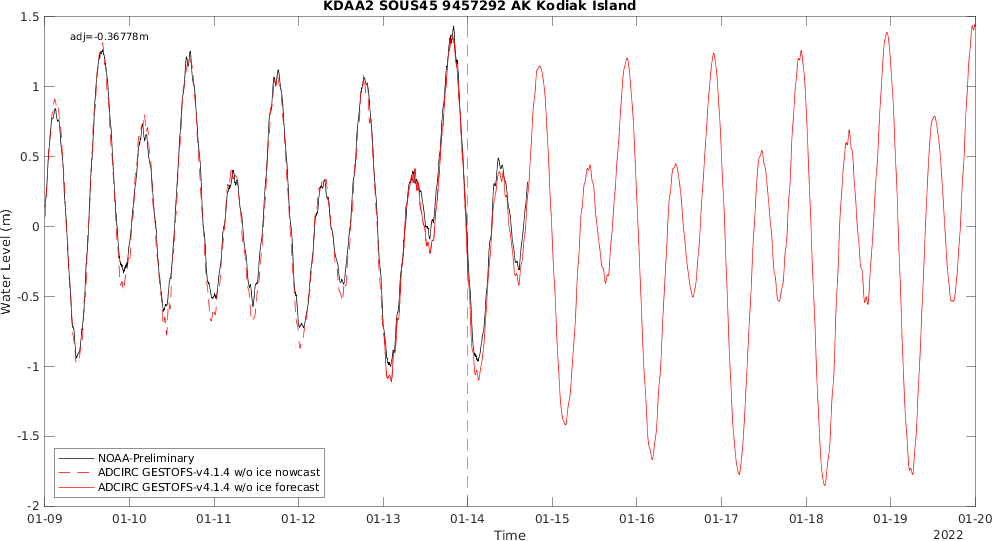 KDAA2 SOUS45 9457292 AK Kodiak Island
adj=-0.36778m
1.5
1
0.5
0
-0.5
-1
-1.5
-2
Water Level (m)
NOAA-Preliminary
ADCIRC GESTOFS-v4.1.4 w/o ice nowcast
ADCIRC GESTOFS-v4.1.4 w/o ice forecast
01-09 01-10 01-11 01-12 01-13 01-14 01-15 01-16 01-17 01-18 01-19 01-20
Time
2022